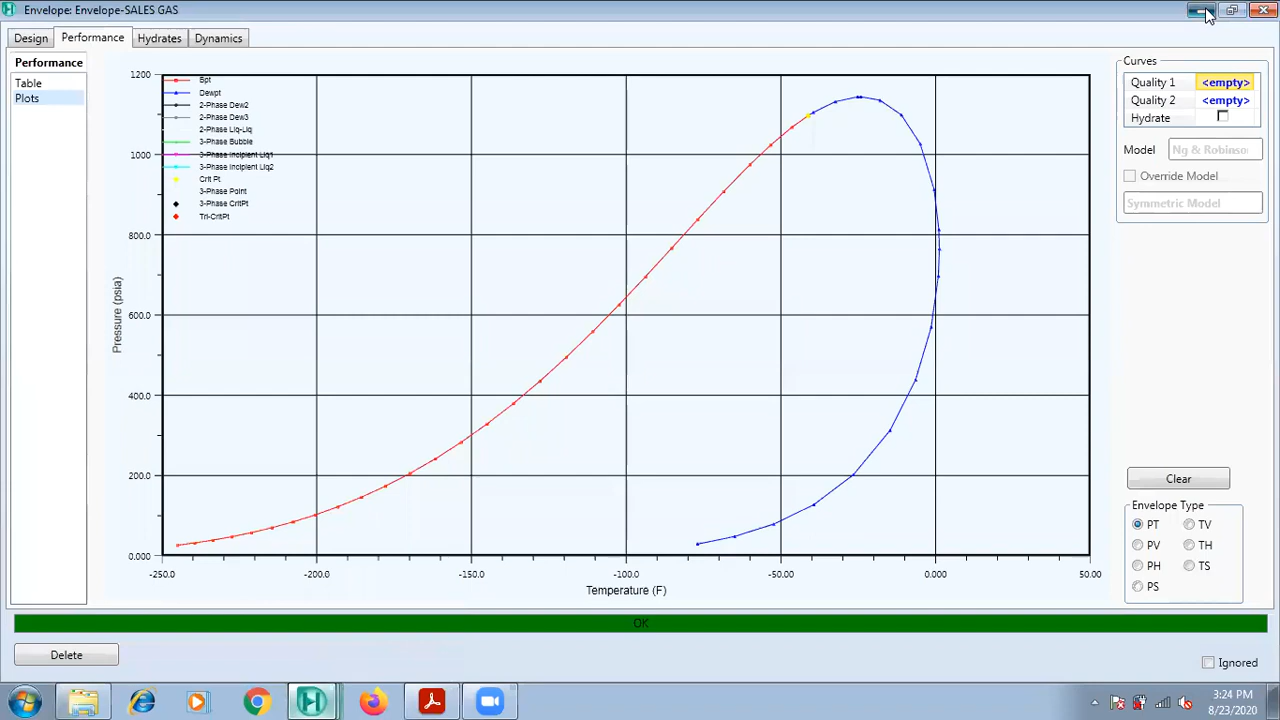 Envelope: Envelope-SALES GAS
Design Performance Hydrates Dynamics
Performance
Table
Plots
1200
1000
800.0
600.0
400.0
200.0
0.000
Pressure (psia)
Bpt
Dewpt
2-Phase Dew2
2-Phase Dew3
2-Phase Liq-Liq
3-Phase Bubble
3-Phase Incipient Liq1
3-Phase Incipient Liq2
Crit Pt
3-Phase Point
3-Phase CritPt
Tri-CritPt
-250.0 -200.0 -150.0 -100.0 -50.00 0.000 50.00
Temperature (F)
Curves
Quality 1 <empty>
Quality 2 <empty>
Hydrate
Model Ng & Robinso
Override Model
Symmetric Model
Clear
Envelope Type
PT TV
PV TH
PH TS
PS
OK
Delete
Ignored
3:24 PM
8/23/2020